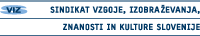 VIZ SINDIKAT VZGOJE, IZOBRAŽEVANJA,
ZNANOSTI IN KULTURE SLOVENIJE